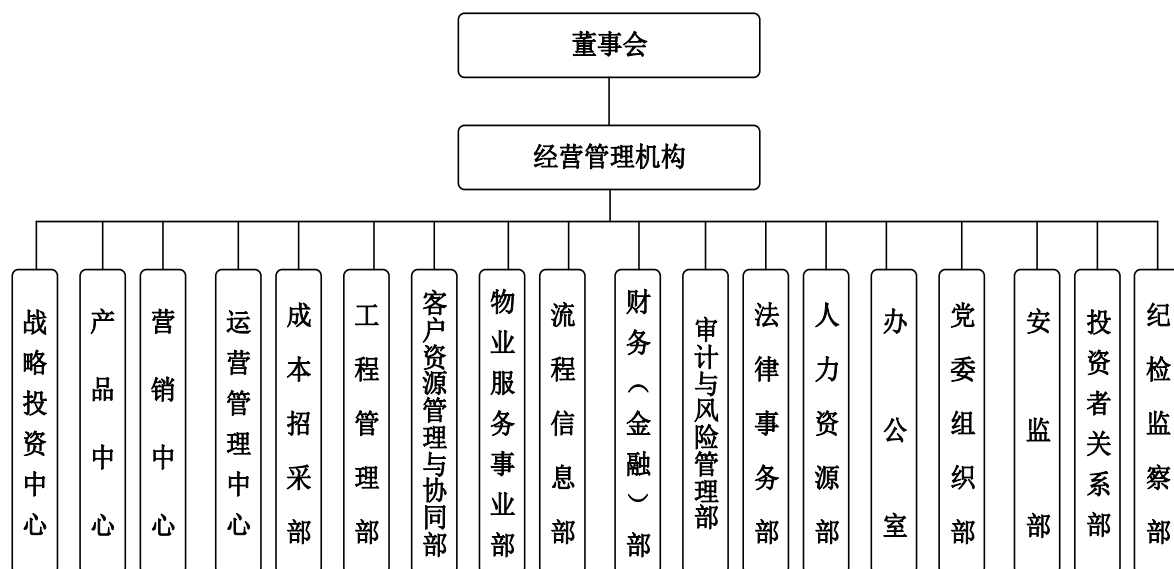 董事会
经营管理机构
战略投资中心
产品中心
营销中心
运营管理中心
成本招采部
工程管理部
客户资源管理与协同部
物业服务事业部
流程信息部
财务（金融）部
审计与风险管理部
法律事务部
人力资源部
办公室
党委组织部
安监部
投资者关系部
纪检监察部